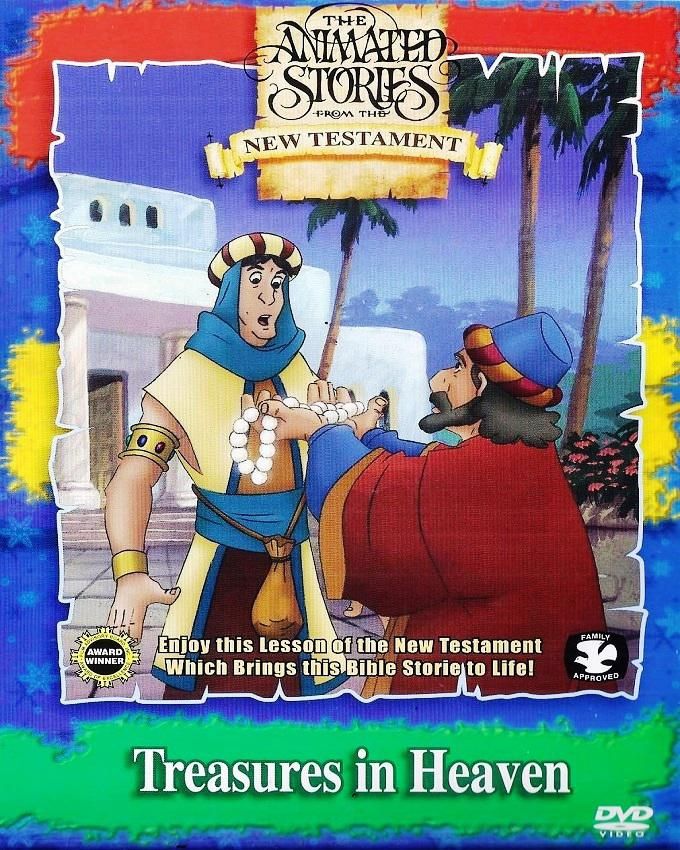 THE
ANIMATED
STORIES
FROM THE
NEW TESTAMENT
AWARD
WINNER
Enjoy this Lesson of the New Testament
Which Brings this Bible Storie to Life!
FAMILY
APPROVED
Treasures in Heaven
DVD
VIDEO